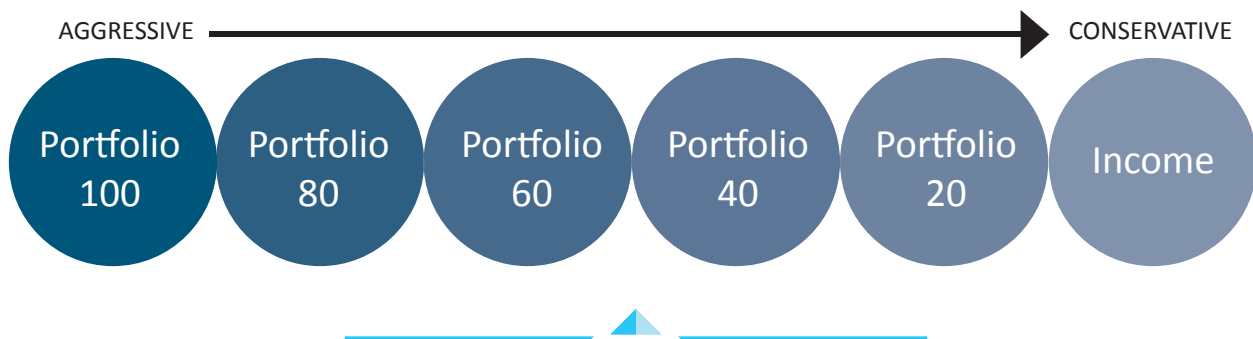 AGGRESSIVE CONSERVATIVE
Portfolio
100
Portfolio
80
Portfolio
60
Portfolio
40
Portfolio
20
Income